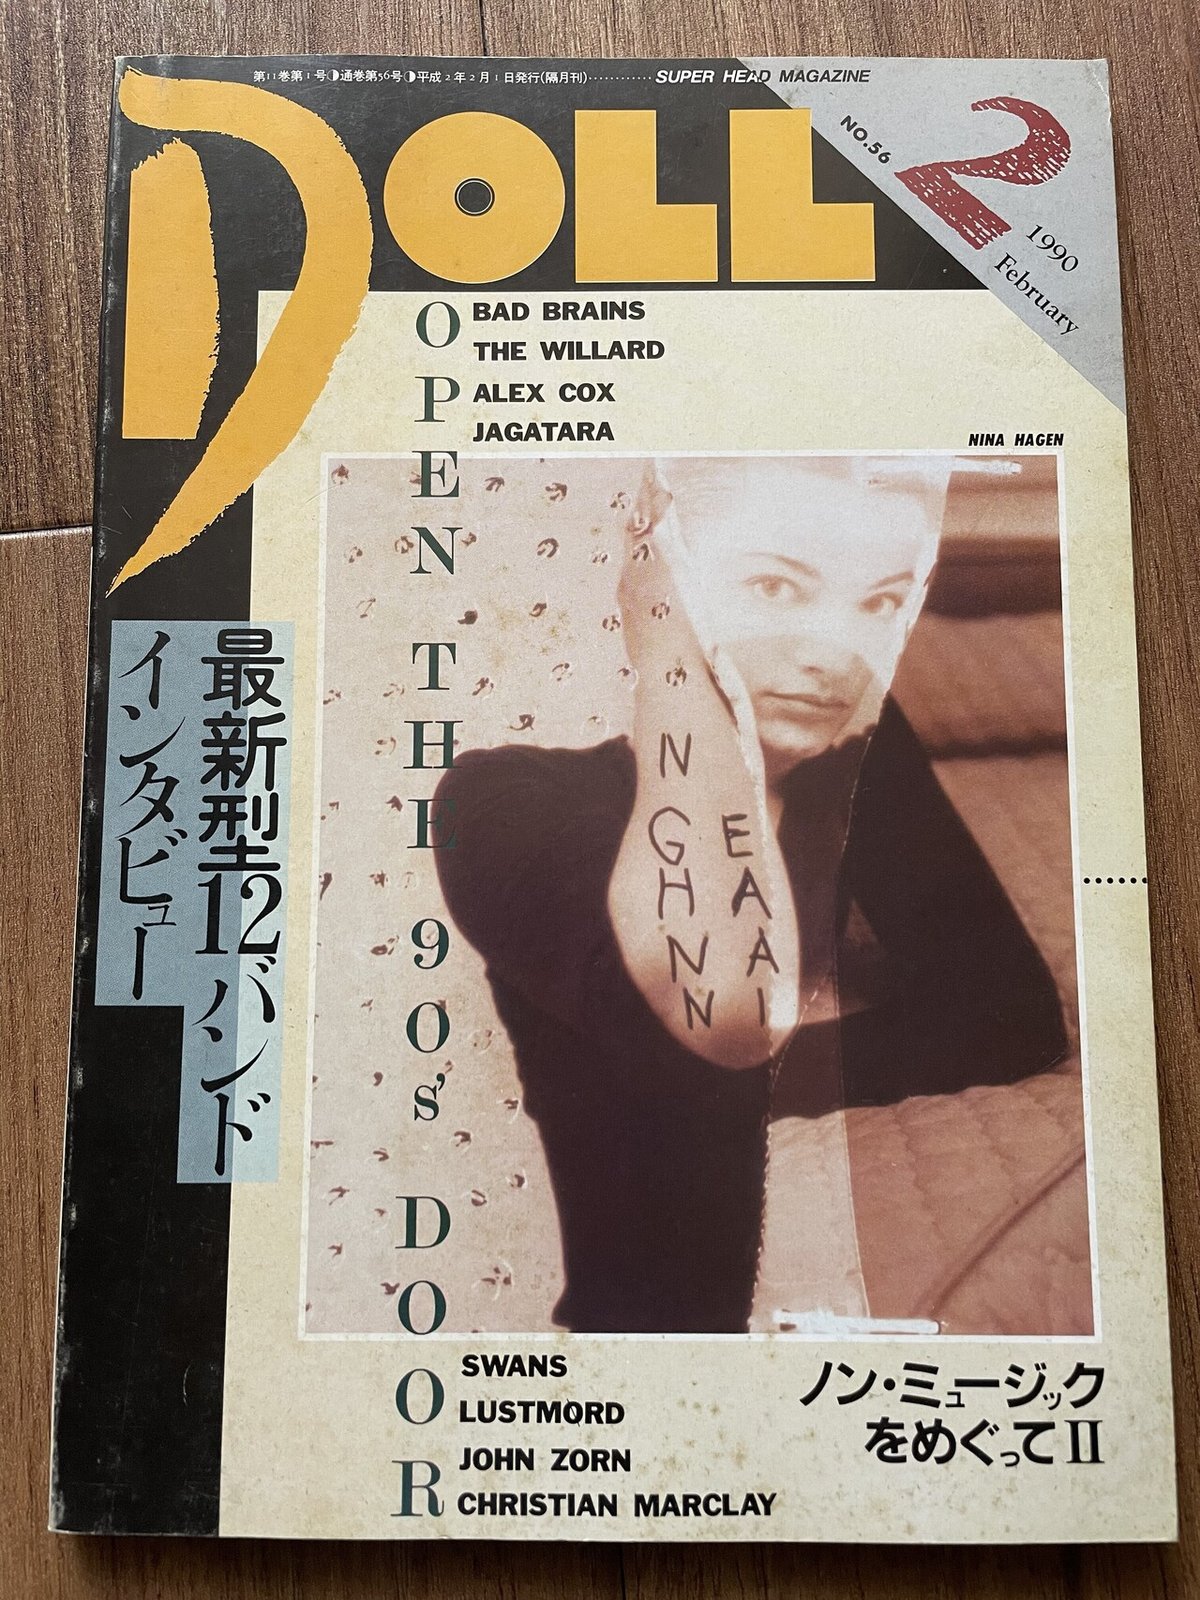 第11巻第1号◗通巻第56号◗平成2年2月1日発行(隔月刊)············ SUPER HEAD MAGAZINE
DOLL
NO.56
2
1990
February
OPEN THE 90's DOOR
BAD BRAINS
THE WILLARD
ALEX COX
JAGATARA
NINA HAGEN
最新型12バンド
インタビュー
N
G E
H A
N A
N I
SWANS
LUSTMORD
JOHN ZORN
CHRISTIAN MARCLAY
ノン・ミュージック
をめぐってII